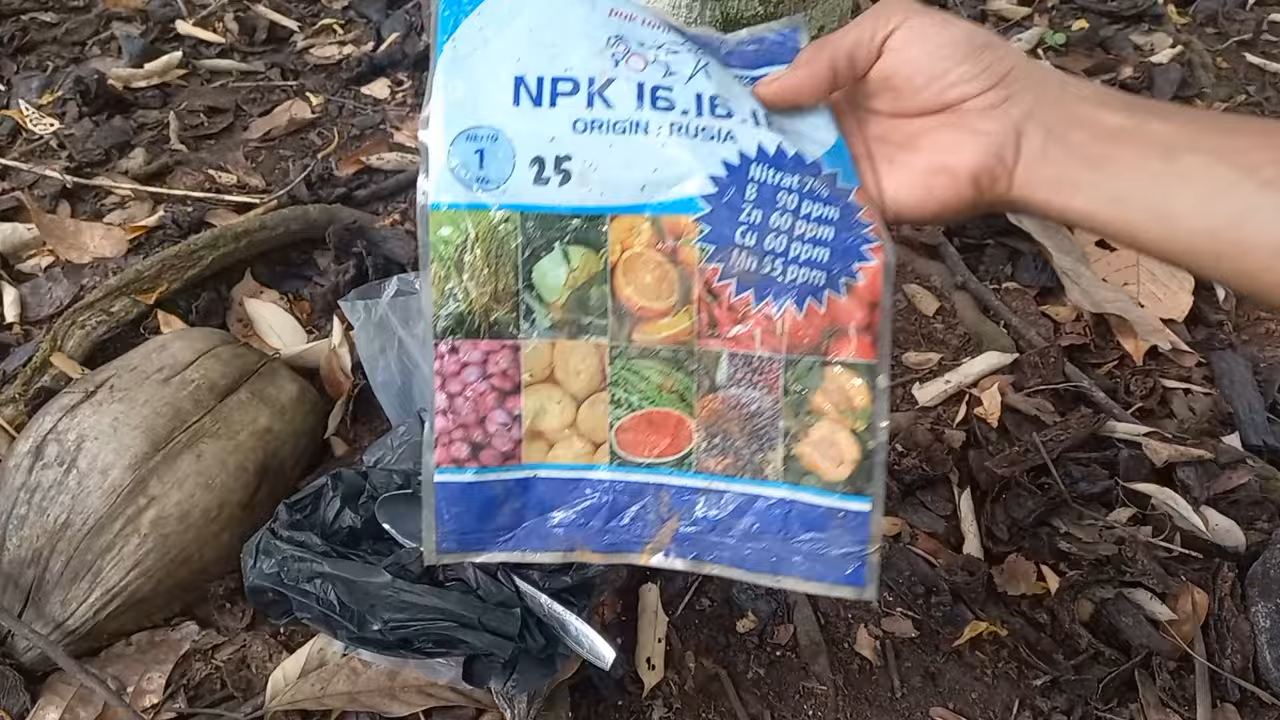 NPK 16.16.
ORIGIN : RUSIA
NETTO
1
25
Nitrat 7%
B 90 ppm
Zn 60 ppm
Cu 60 ppm
Mn 55 ppm